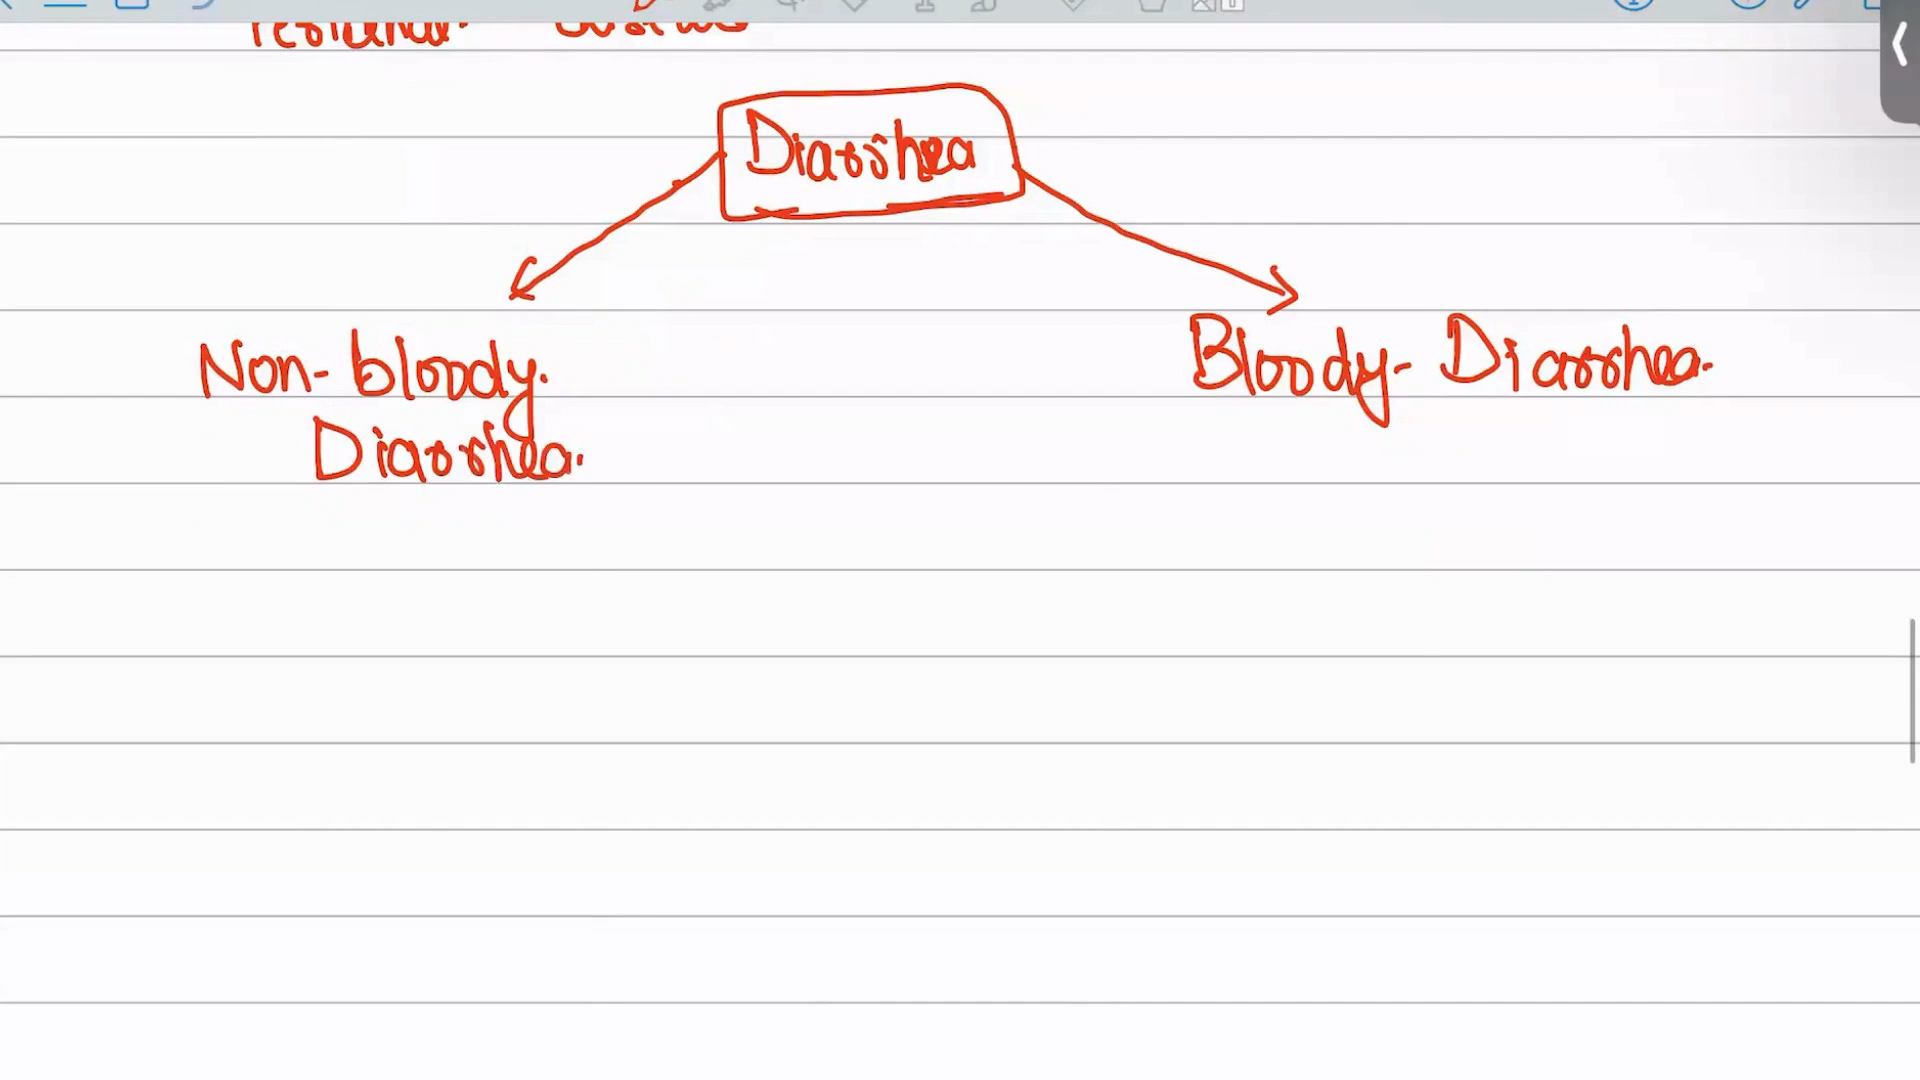 Diarrhea
Non-bloody.
Diarrhea.
Bloody- Diarrhea.